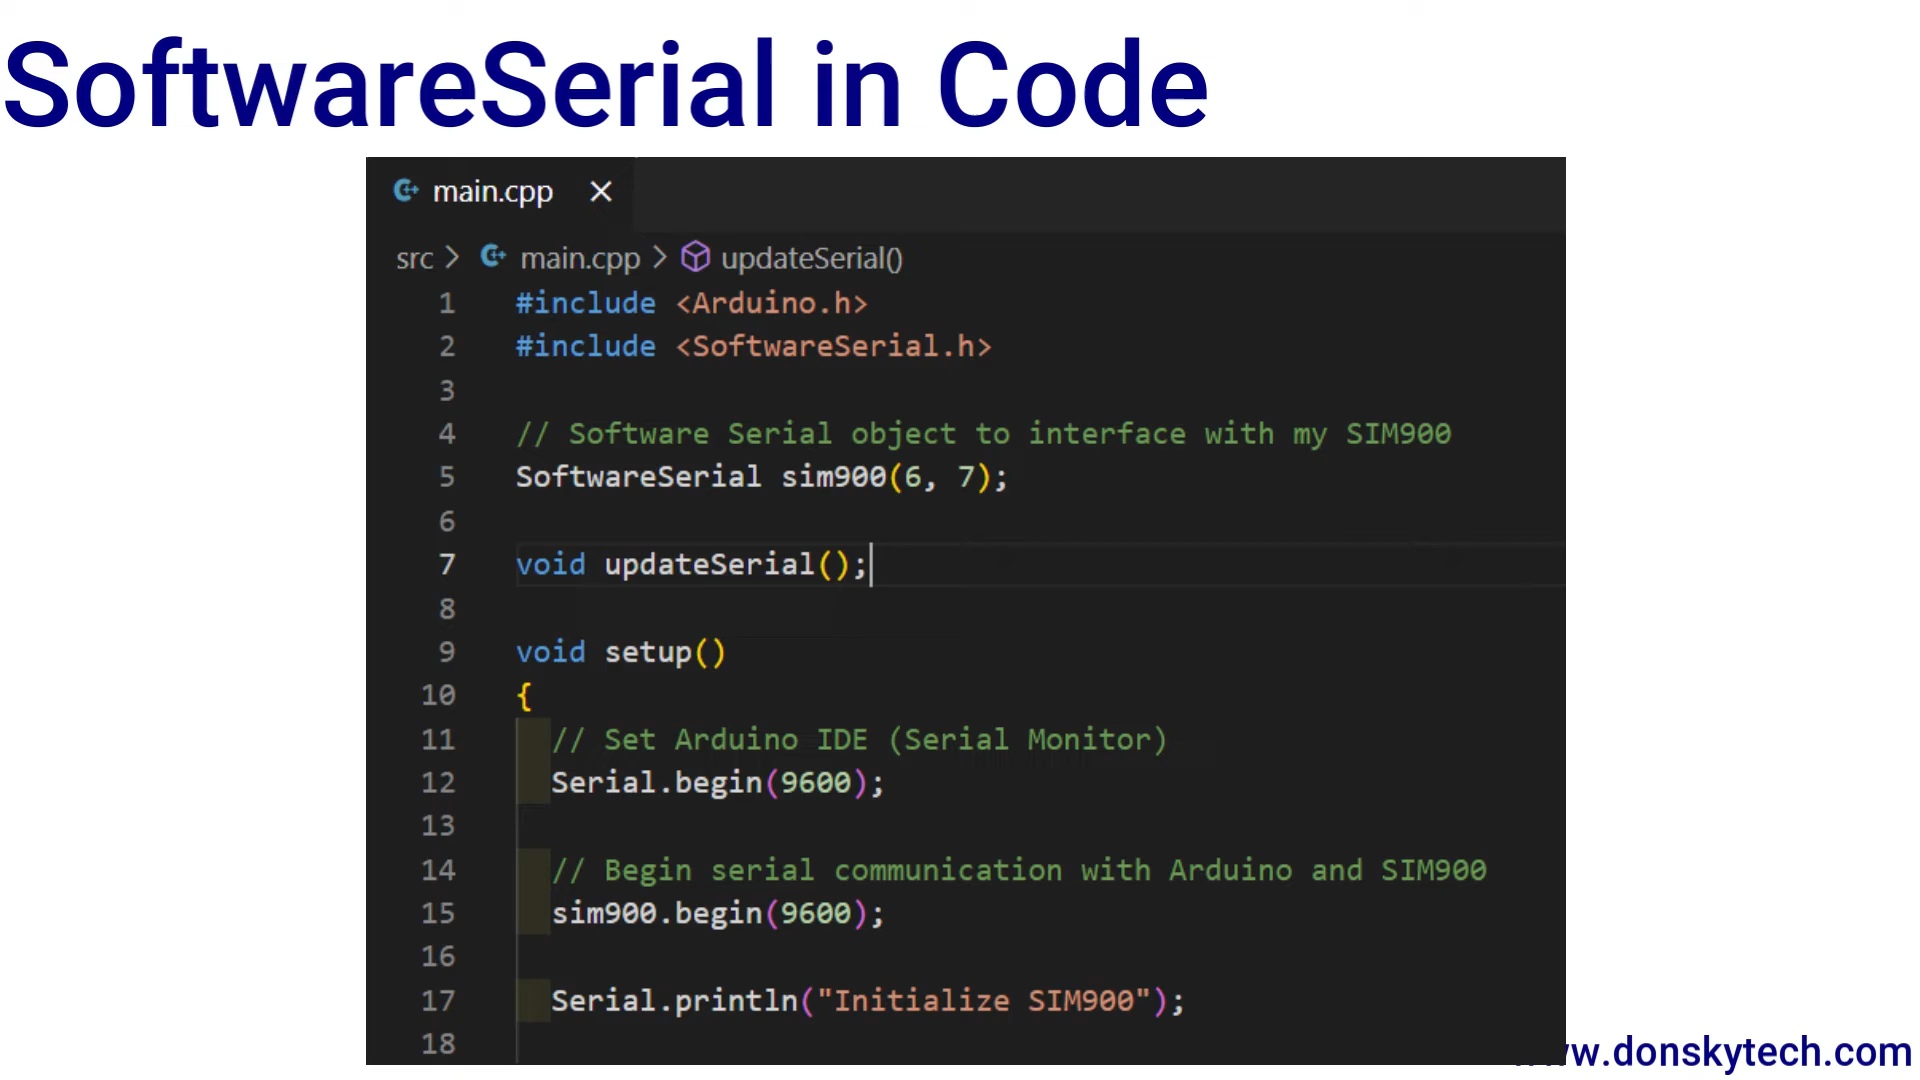 SoftwareSerial in Code
main.cpp
src > main.cpp > updateSerial()
1 #include <Arduino.h>
2 #include <SoftwareSerial.h>
3
4 // Software Serial object to interface with my SIM900
5 SoftwareSerial sim900(6, 7);
6
7 void updateSerial();
8
9 void setup()
10 {
11 // Set Arduino IDE (Serial Monitor)
12 Serial.begin(9600);
13
14 // Begin serial communication with Arduino and SIM900
15 sim900.begin(9600);
16
17 Serial.println("Initialize SIM900");
18
www.donskytech.com